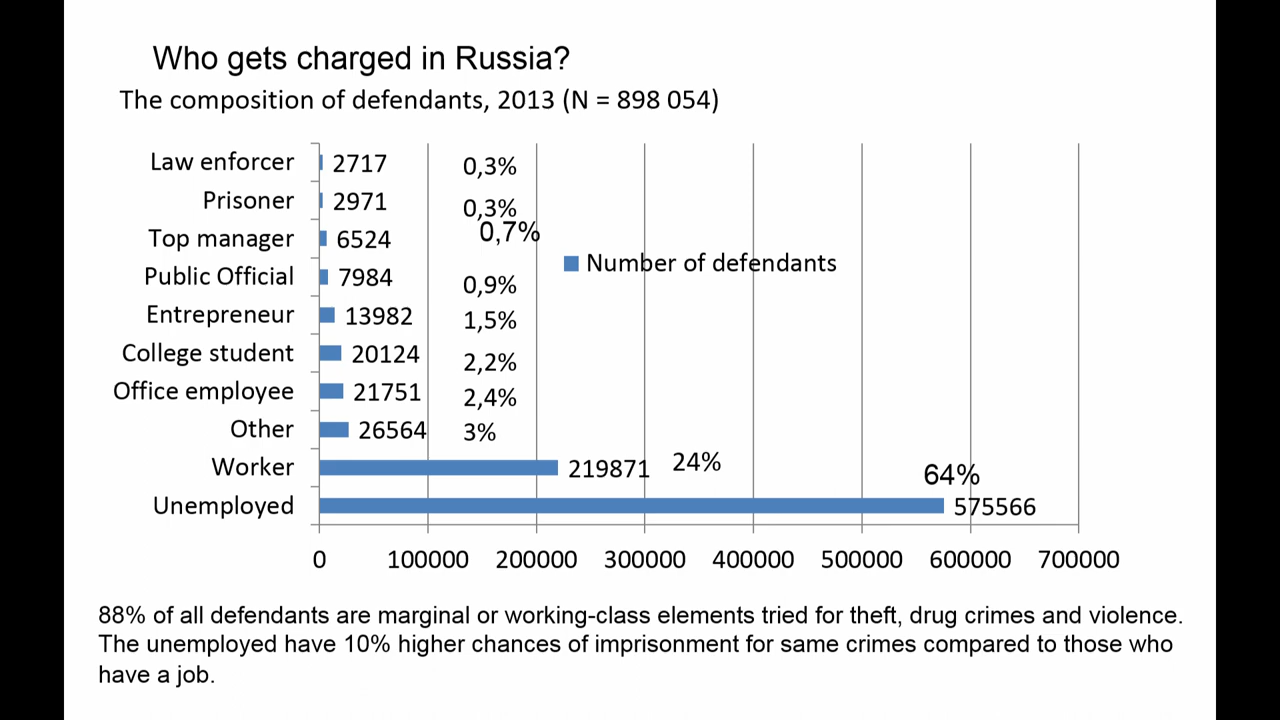 Who gets charged in Russia?
The composition of defendants, 2013 (N = 898 054)
Law enforcer 2717 0,3%
Prisoner 2971 0,3%
Top manager 6524 0,7%
Number of defendants
Public Official 7984 0,9%
Entrepreneur 13982 1,5%
College student 20124 2,2%
Office employee 21751 2,4%
Other 26564 3%
Worker 219871 24%
Unemployed 575566 64%
0 100000 200000 300000 400000 500000 600000 700000
88% of all defendants are marginal or working-class elements tried for theft, drug crimes and violence.
The unemployed have 10% higher chances of imprisonment for same crimes compared to those who
have a job.